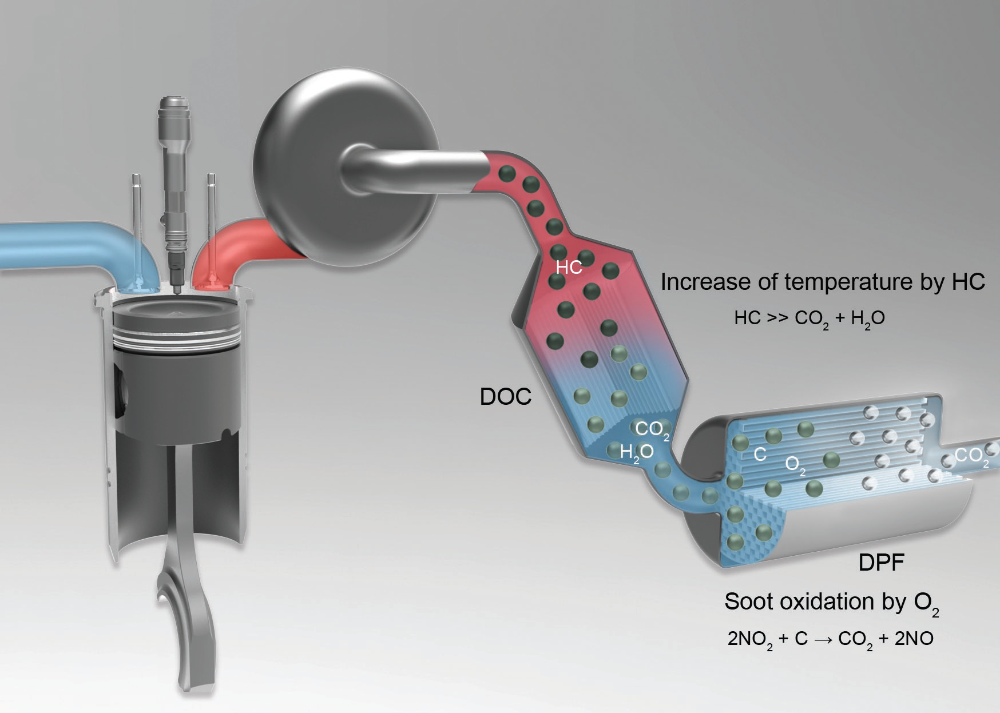 HC
Increase of temperature by HC
HC >> CO₂ + H₂O
DOC
CO₂
H₂O
C
O₂
CO₂
DPF
Soot oxidation by O₂
2NO₂ + C → CO₂ + 2NO